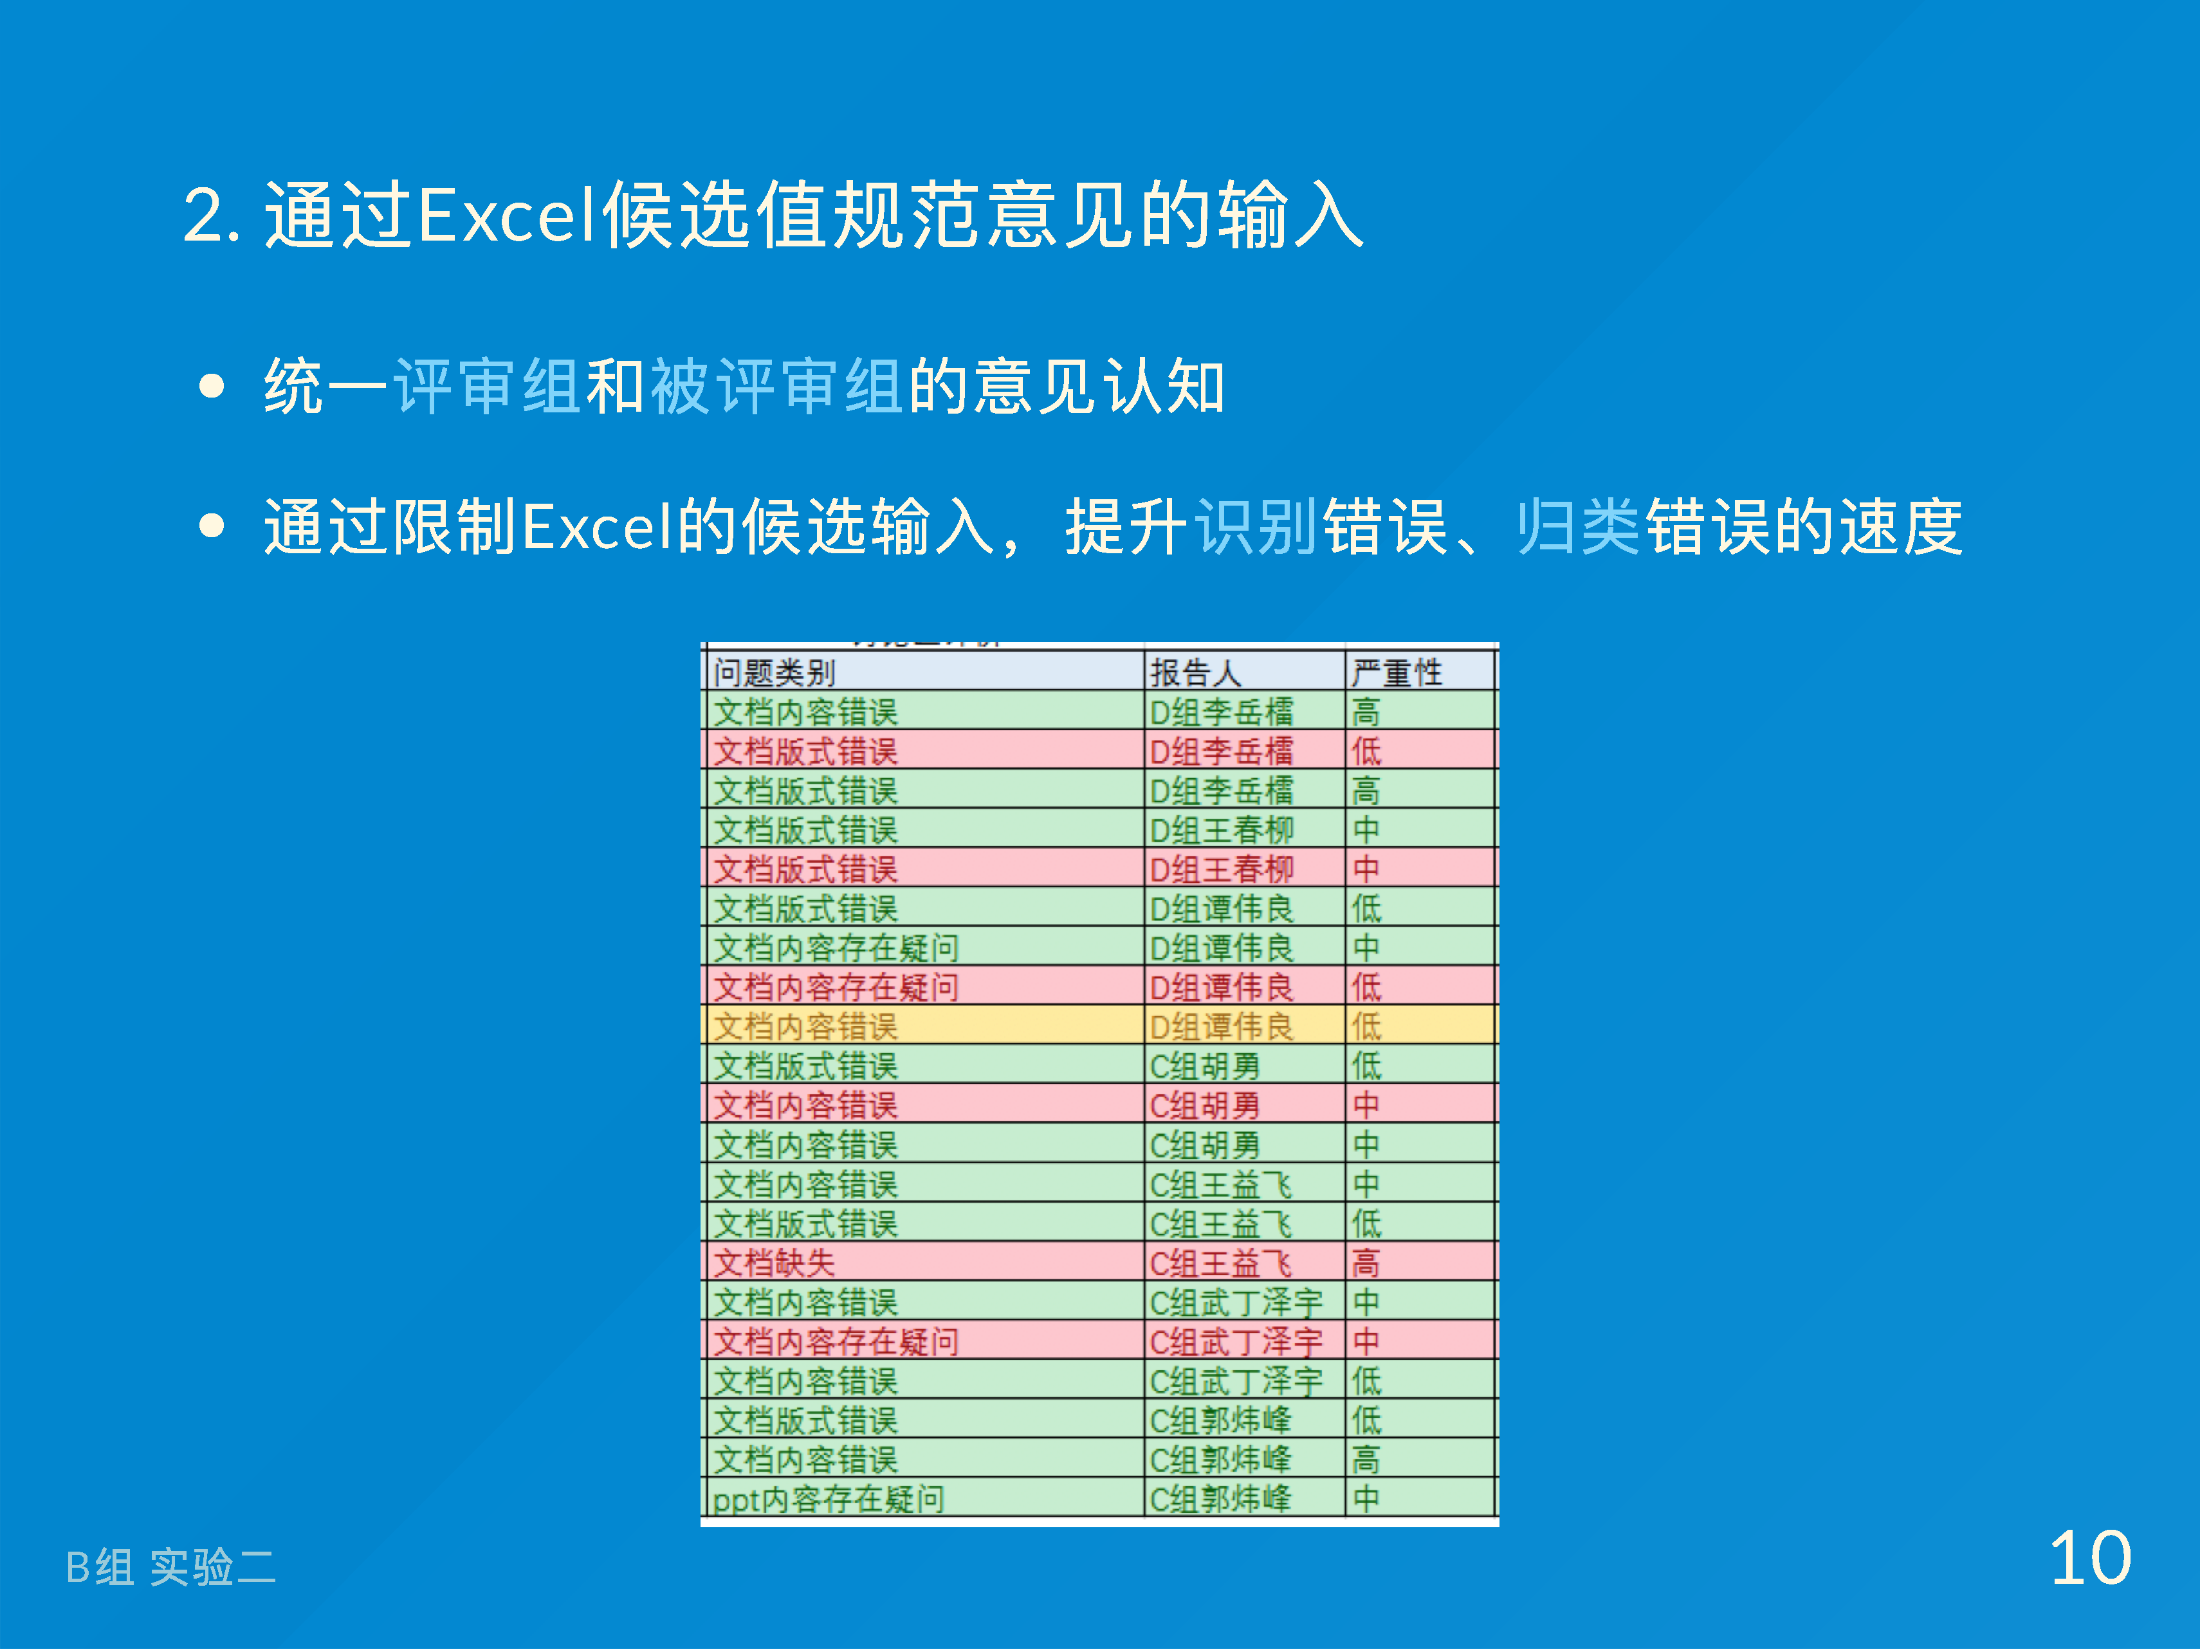 2. 通过Excel候选值规范意见的输入
统一评审组和被评审组的意见认知
通过限制Excel的候选输入，提升识别错误、归类错误的速度
问题类别 报告人 严重性
文档内容错误 D组李岳檑 高
文档版式错误 D组李岳檑 低
文档版式错误 D组李岳檑 高
文档版式错误 D组王春柳 中
文档版式错误 D组王春柳 中
文档版式错误 D组谭伟良 低
文档内容存在疑问 D组谭伟良 中
文档内容存在疑问 D组谭伟良 低
文档内容错误 D组谭伟良 低
文档版式错误 C组胡勇 低
文档内容错误 C组胡勇 中
文档内容错误 C组胡勇 中
文档内容错误 C组王益飞 中
文档版式错误 C组王益飞 低
文档缺失 C组王益飞 高
文档内容错误 C组武丁泽宇 中
文档内容存在疑问 C组武丁泽宇 中
文档内容错误 C组武丁泽宇 低
文档版式错误 C组郭炜峰 低
文档内容错误 C组郭炜峰 高
ppt内容存在疑问 C组郭炜峰 中
B组 实验二
10